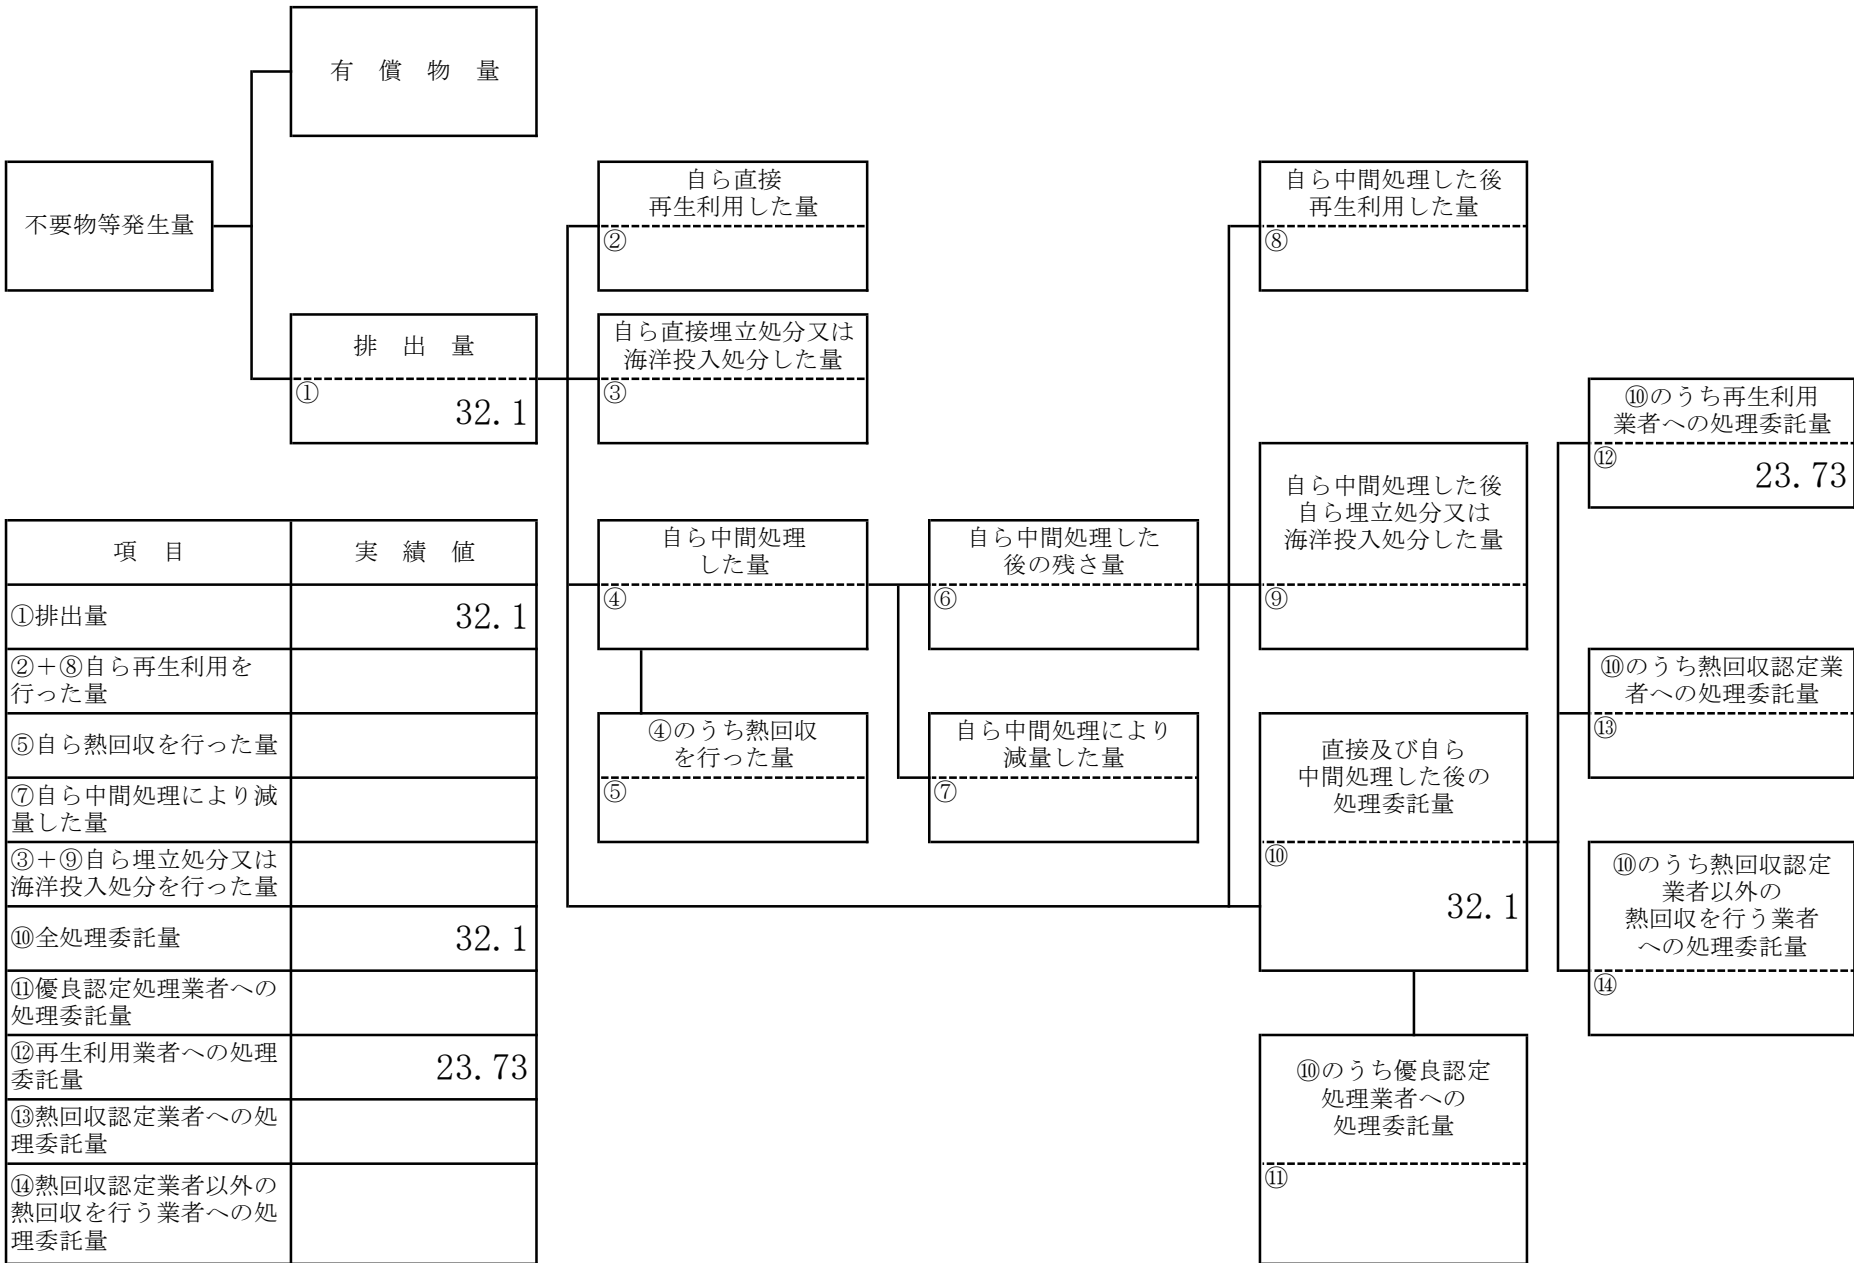 有 償 物 量
不要物等発生量
排 出 量
①
32.1
自ら直接
再生利用した量
②
自ら直接埋立処分又は
海洋投入処分した量
③
自ら中間処理
した量
④
④のうち熱回収
を行った量
⑤
自ら中間処理した
後の残さ量
⑥
自ら中間処理により
減量した量
⑦
自ら中間処理した後
再生利用した量
⑧
自ら中間処理した後
自ら埋立処分又は
海洋投入処分した量
⑨
直接及び自ら
中間処理した後の
処理委託量
⑩
32.1
⑩のうち優良認定
処理業者への
処理委託量
⑪
⑩のうち再生利用
業者への処理委託量
⑫
23.73
⑩のうち熱回収認定業
者への処理委託量
⑬
⑩のうち熱回収認定
業者以外の
熱回収を行う業者
への処理委託量
⑭
項 目 実 績 値
①排出量 32.1
②+⑧自ら再生利用を
行った量
⑤自ら熱回収を行った量
⑦自ら中間処理により減
量した量
③+⑨自ら埋立処分又は
海洋投入処分を行った量
⑩全処理委託量 32.1
⑪優良認定処理業者への
処理委託量
⑫再生利用業者への処理
委託量 23.73
⑬熱回収認定業者への処
理委託量
⑭熱回収認定業者以外の
熱回収を行う業者への処
理委託量